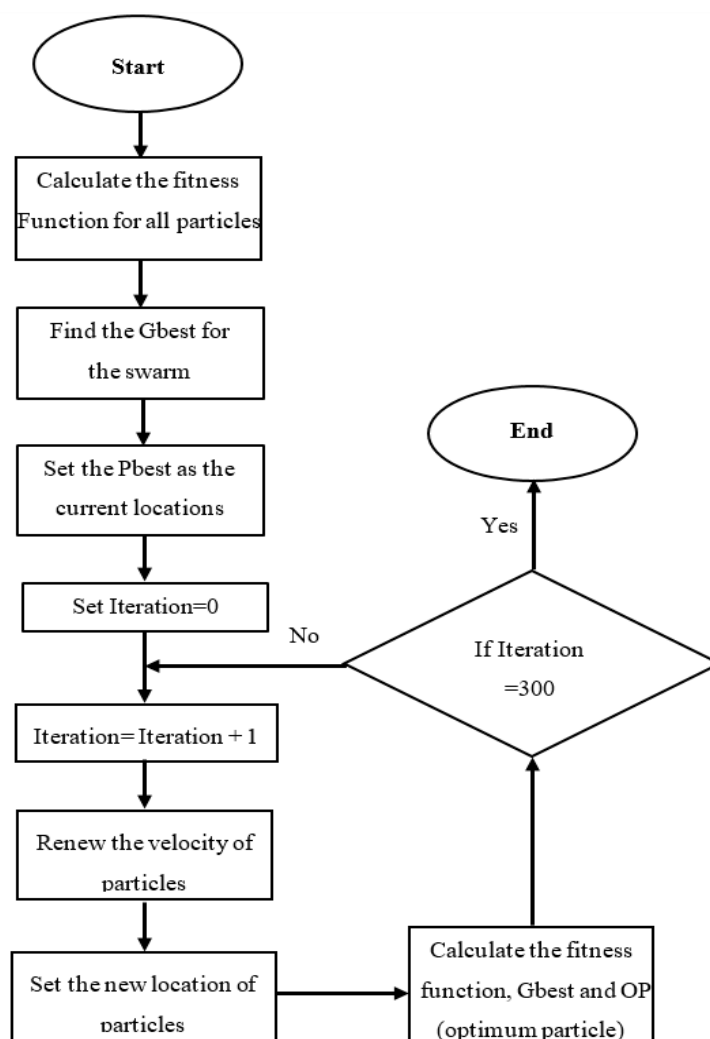 Start
Calculate the fitness
Function for all particles
Find the Gbest for
the swarm
Set the Pbest as the
current locations
Set Iteration=0
Iteration= Iteration + 1
Renew the velocity of
particles
Set the new location of
particles
Calculate the fitness
function, Gbest and OP
(optimum particle)
If Iteration
=300
No
Yes
End